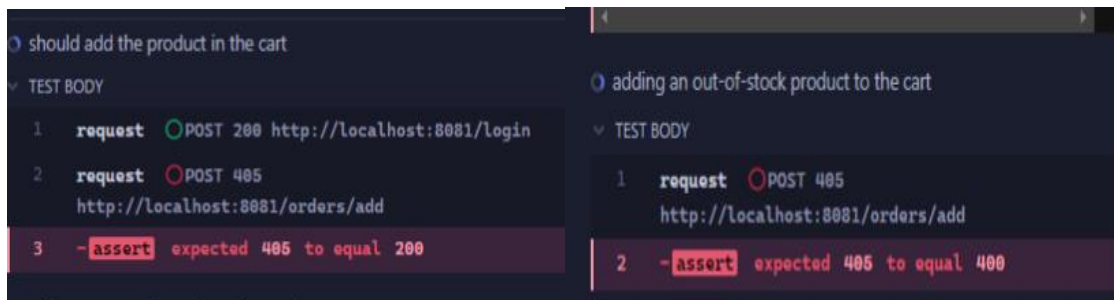 should add the product in the cart
TEST BODY
1 request POST 200 http://localhost:8081/login
2 request POST 405
http://localhost:8081/orders/add
3 -assert expected 405 to equal 200
adding an out-of-stock product to the cart
TEST BODY
1 request POST 405
http://localhost:8081/orders/add
2 -assert expected 405 to equal 400